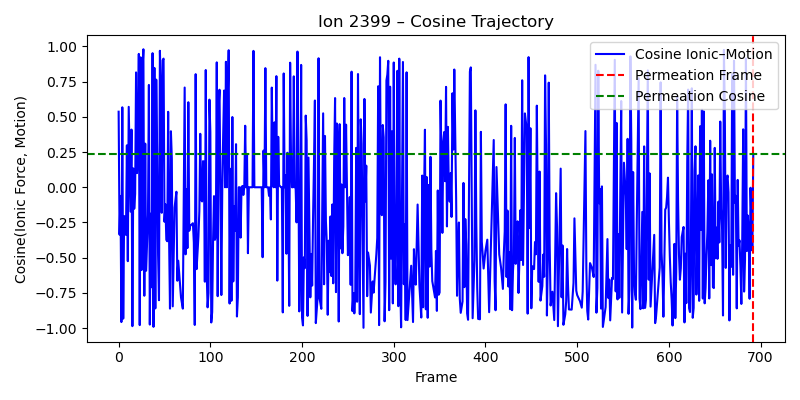 Ion 2399 – Cosine Trajectory
Cosine(Ionic Force, Motion)
1.00
0.75
0.50
0.25
0.00
−0.25
−0.50
−0.75
−1.00
Cosine Ionic–Motion
Permeation Frame
Permeation Cosine
0
100
200
300
400
500
600
700
Frame